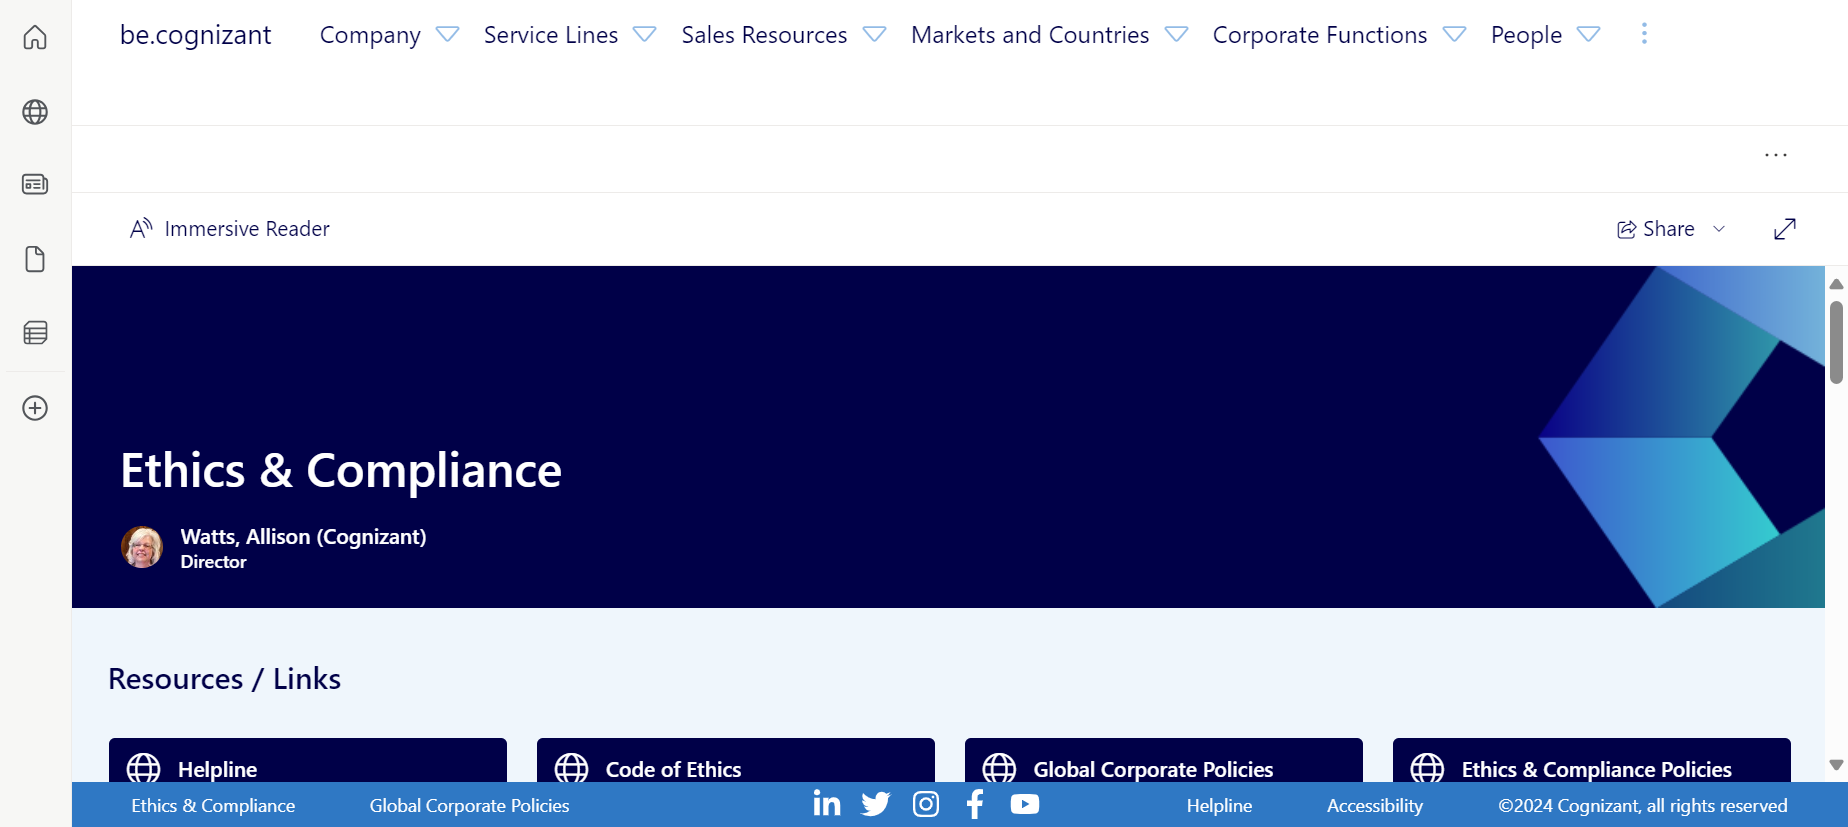 be.cognizant
Company
Service Lines
Sales Resources
Markets and Countries
Corporate Functions
People
Immersive Reader
Share
Ethics & Compliance
Watts, Allison (Cognizant)
Director
Resources / Links
Helpline
Code of Ethics
Global Corporate Policies
Ethics & Compliance Policies
Ethics & Compliance
Global Corporate Policies
Helpline
Accessibility
©2024 Cognizant, all rights reserved